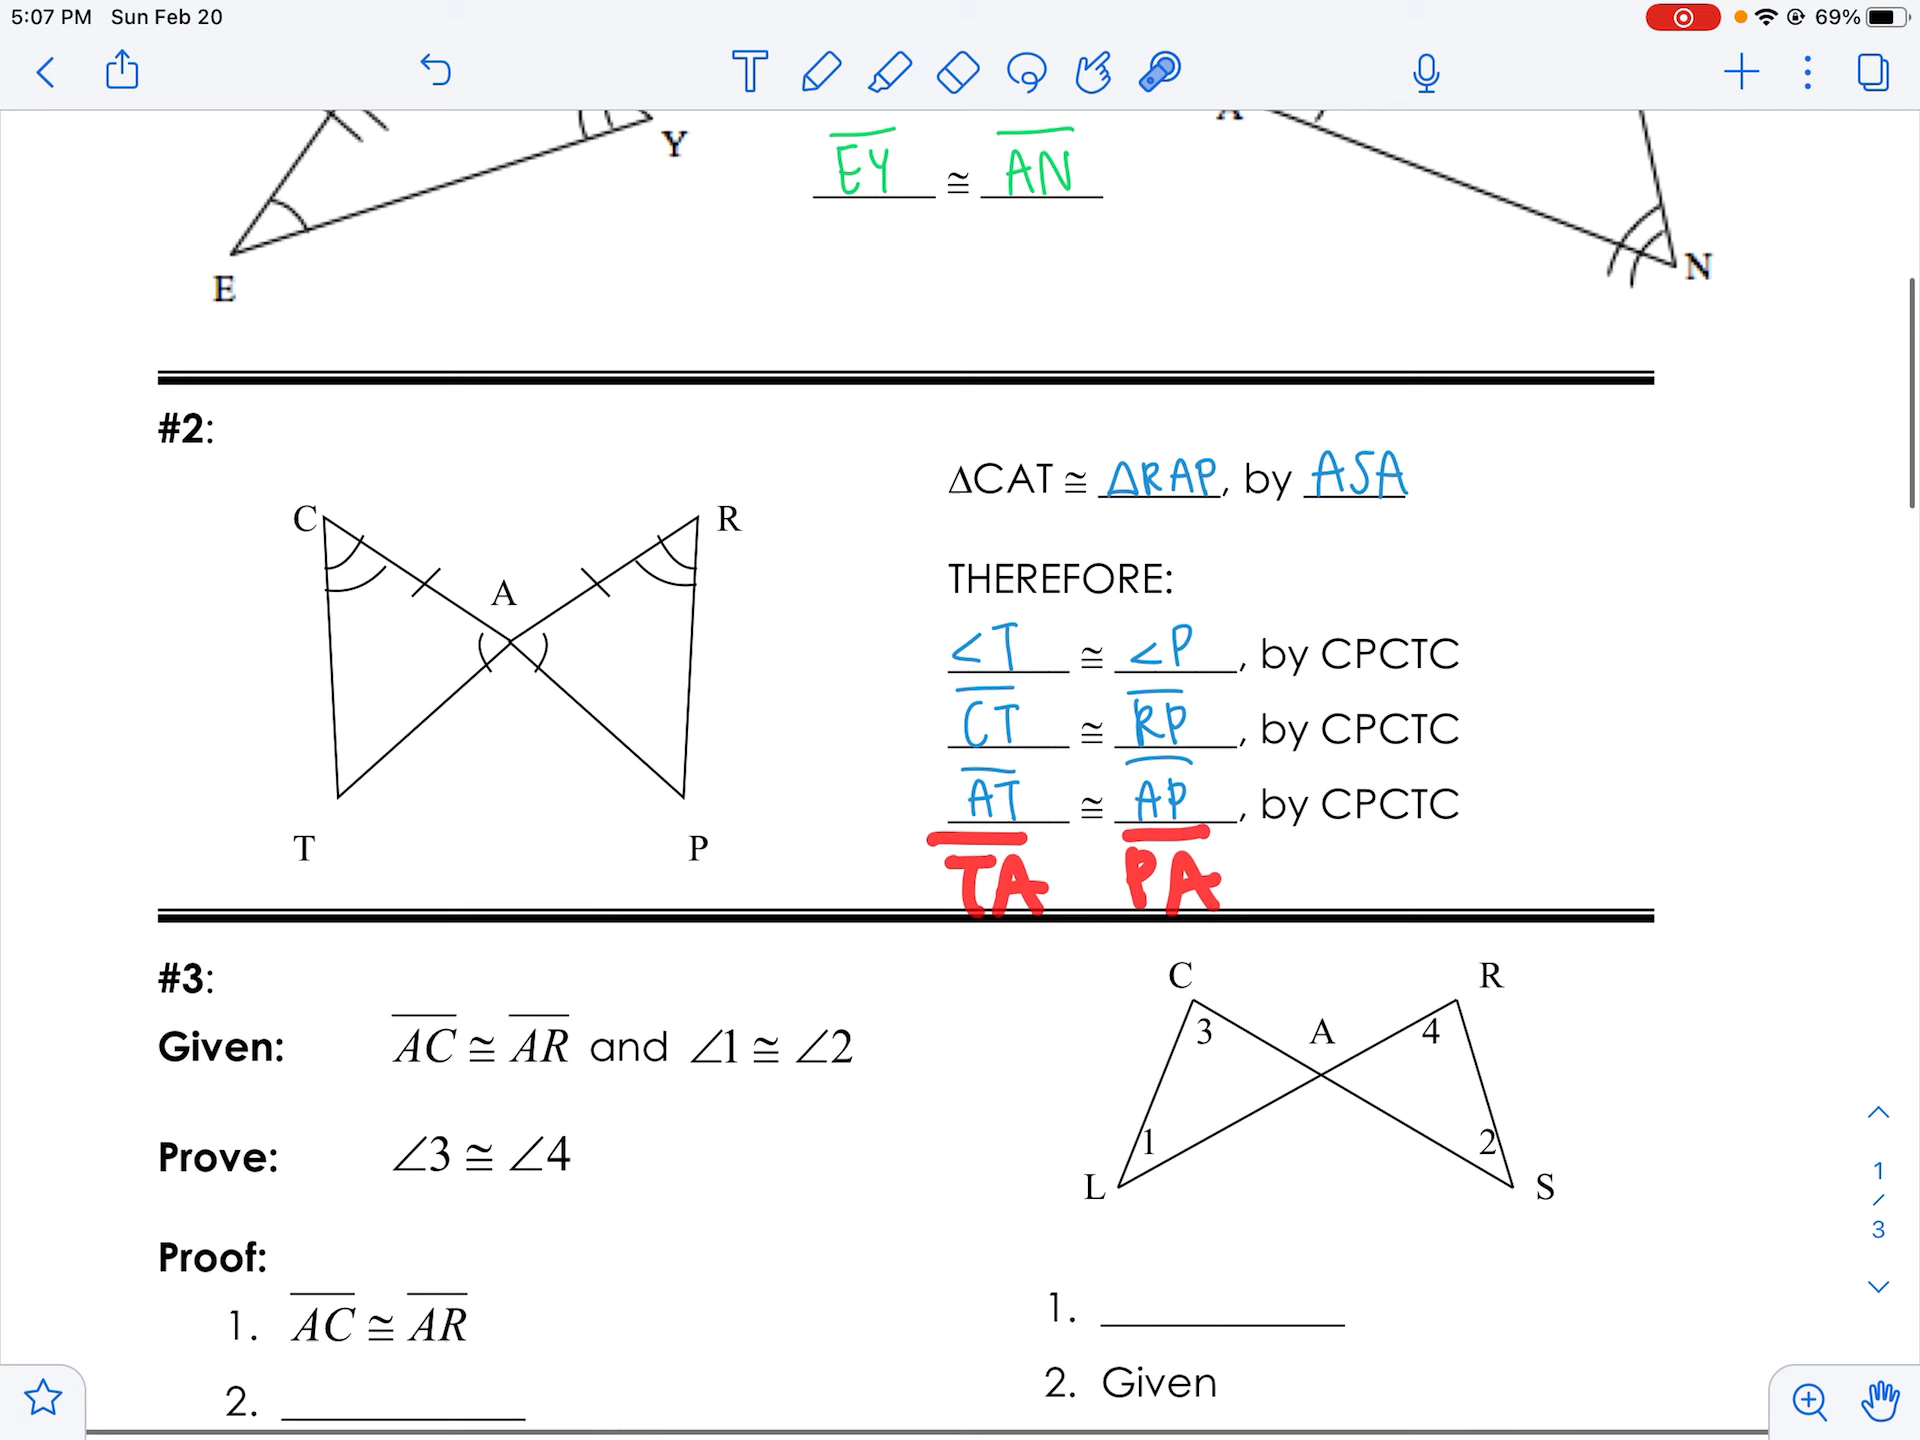 5:07 PM Sun Feb 20
69%
T
A
Y
EY ≅ AN
E
N
#2:
ΔCAT ≅ ΔRAP, by ASA
C
R
A
THEREFORE:
<T ≅ <P, by CPCTC
CT ≅ RP, by CPCTC
AT ≅ AP, by CPCTC
T
P
TA PA
#3:
C
R
Given: AC ≅ AR and ∠1 ≅ ∠2
3
A
4
Prove: ∠3 ≅ ∠4
1
2
L
S
1
/
3
Proof:
1. AC ≅ AR
1. ____________
2. ____________
2. Given